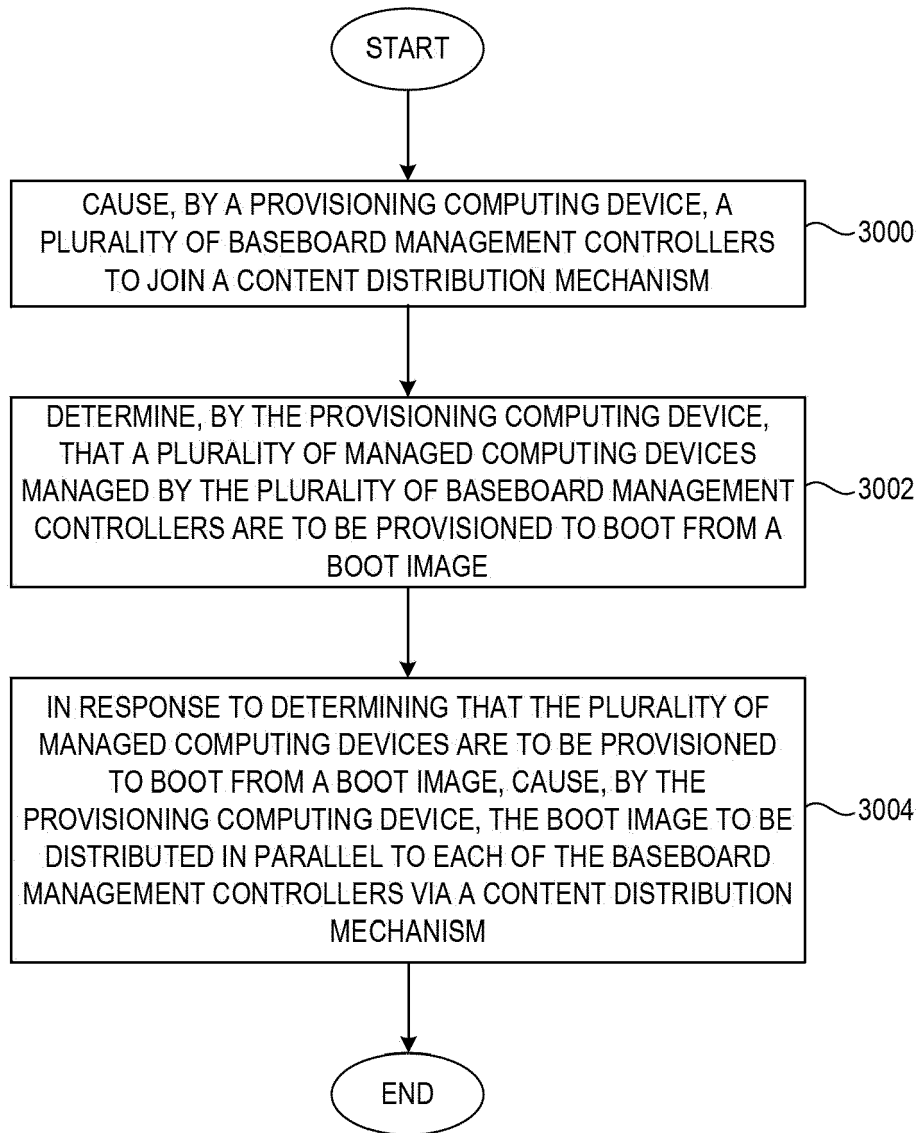 START
CAUSE, BY A PROVISIONING COMPUTING DEVICE, A
PLURALITY OF BASEBOARD MANAGEMENT CONTROLLERS
TO JOIN A CONTENT DISTRIBUTION MECHANISM
3000
DETERMINE, BY THE PROVISIONING COMPUTING DEVICE,
THAT A PLURALITY OF MANAGED COMPUTING DEVICES
MANAGED BY THE PLURALITY OF BASEBOARD MANAGEMENT
CONTROLLERS ARE TO BE PROVISIONED TO BOOT FROM A
BOOT IMAGE
3002
IN RESPONSE TO DETERMINING THAT THE PLURALITY OF
MANAGED COMPUTING DEVICES ARE TO BE PROVISIONED
TO BOOT FROM A BOOT IMAGE, CAUSE, BY THE
PROVISIONING COMPUTING DEVICE, THE BOOT IMAGE TO BE
DISTRIBUTED IN PARALLEL TO EACH OF THE BASEBOARD
MANAGEMENT CONTROLLERS VIA A CONTENT DISTRIBUTION
MECHANISM
3004
END